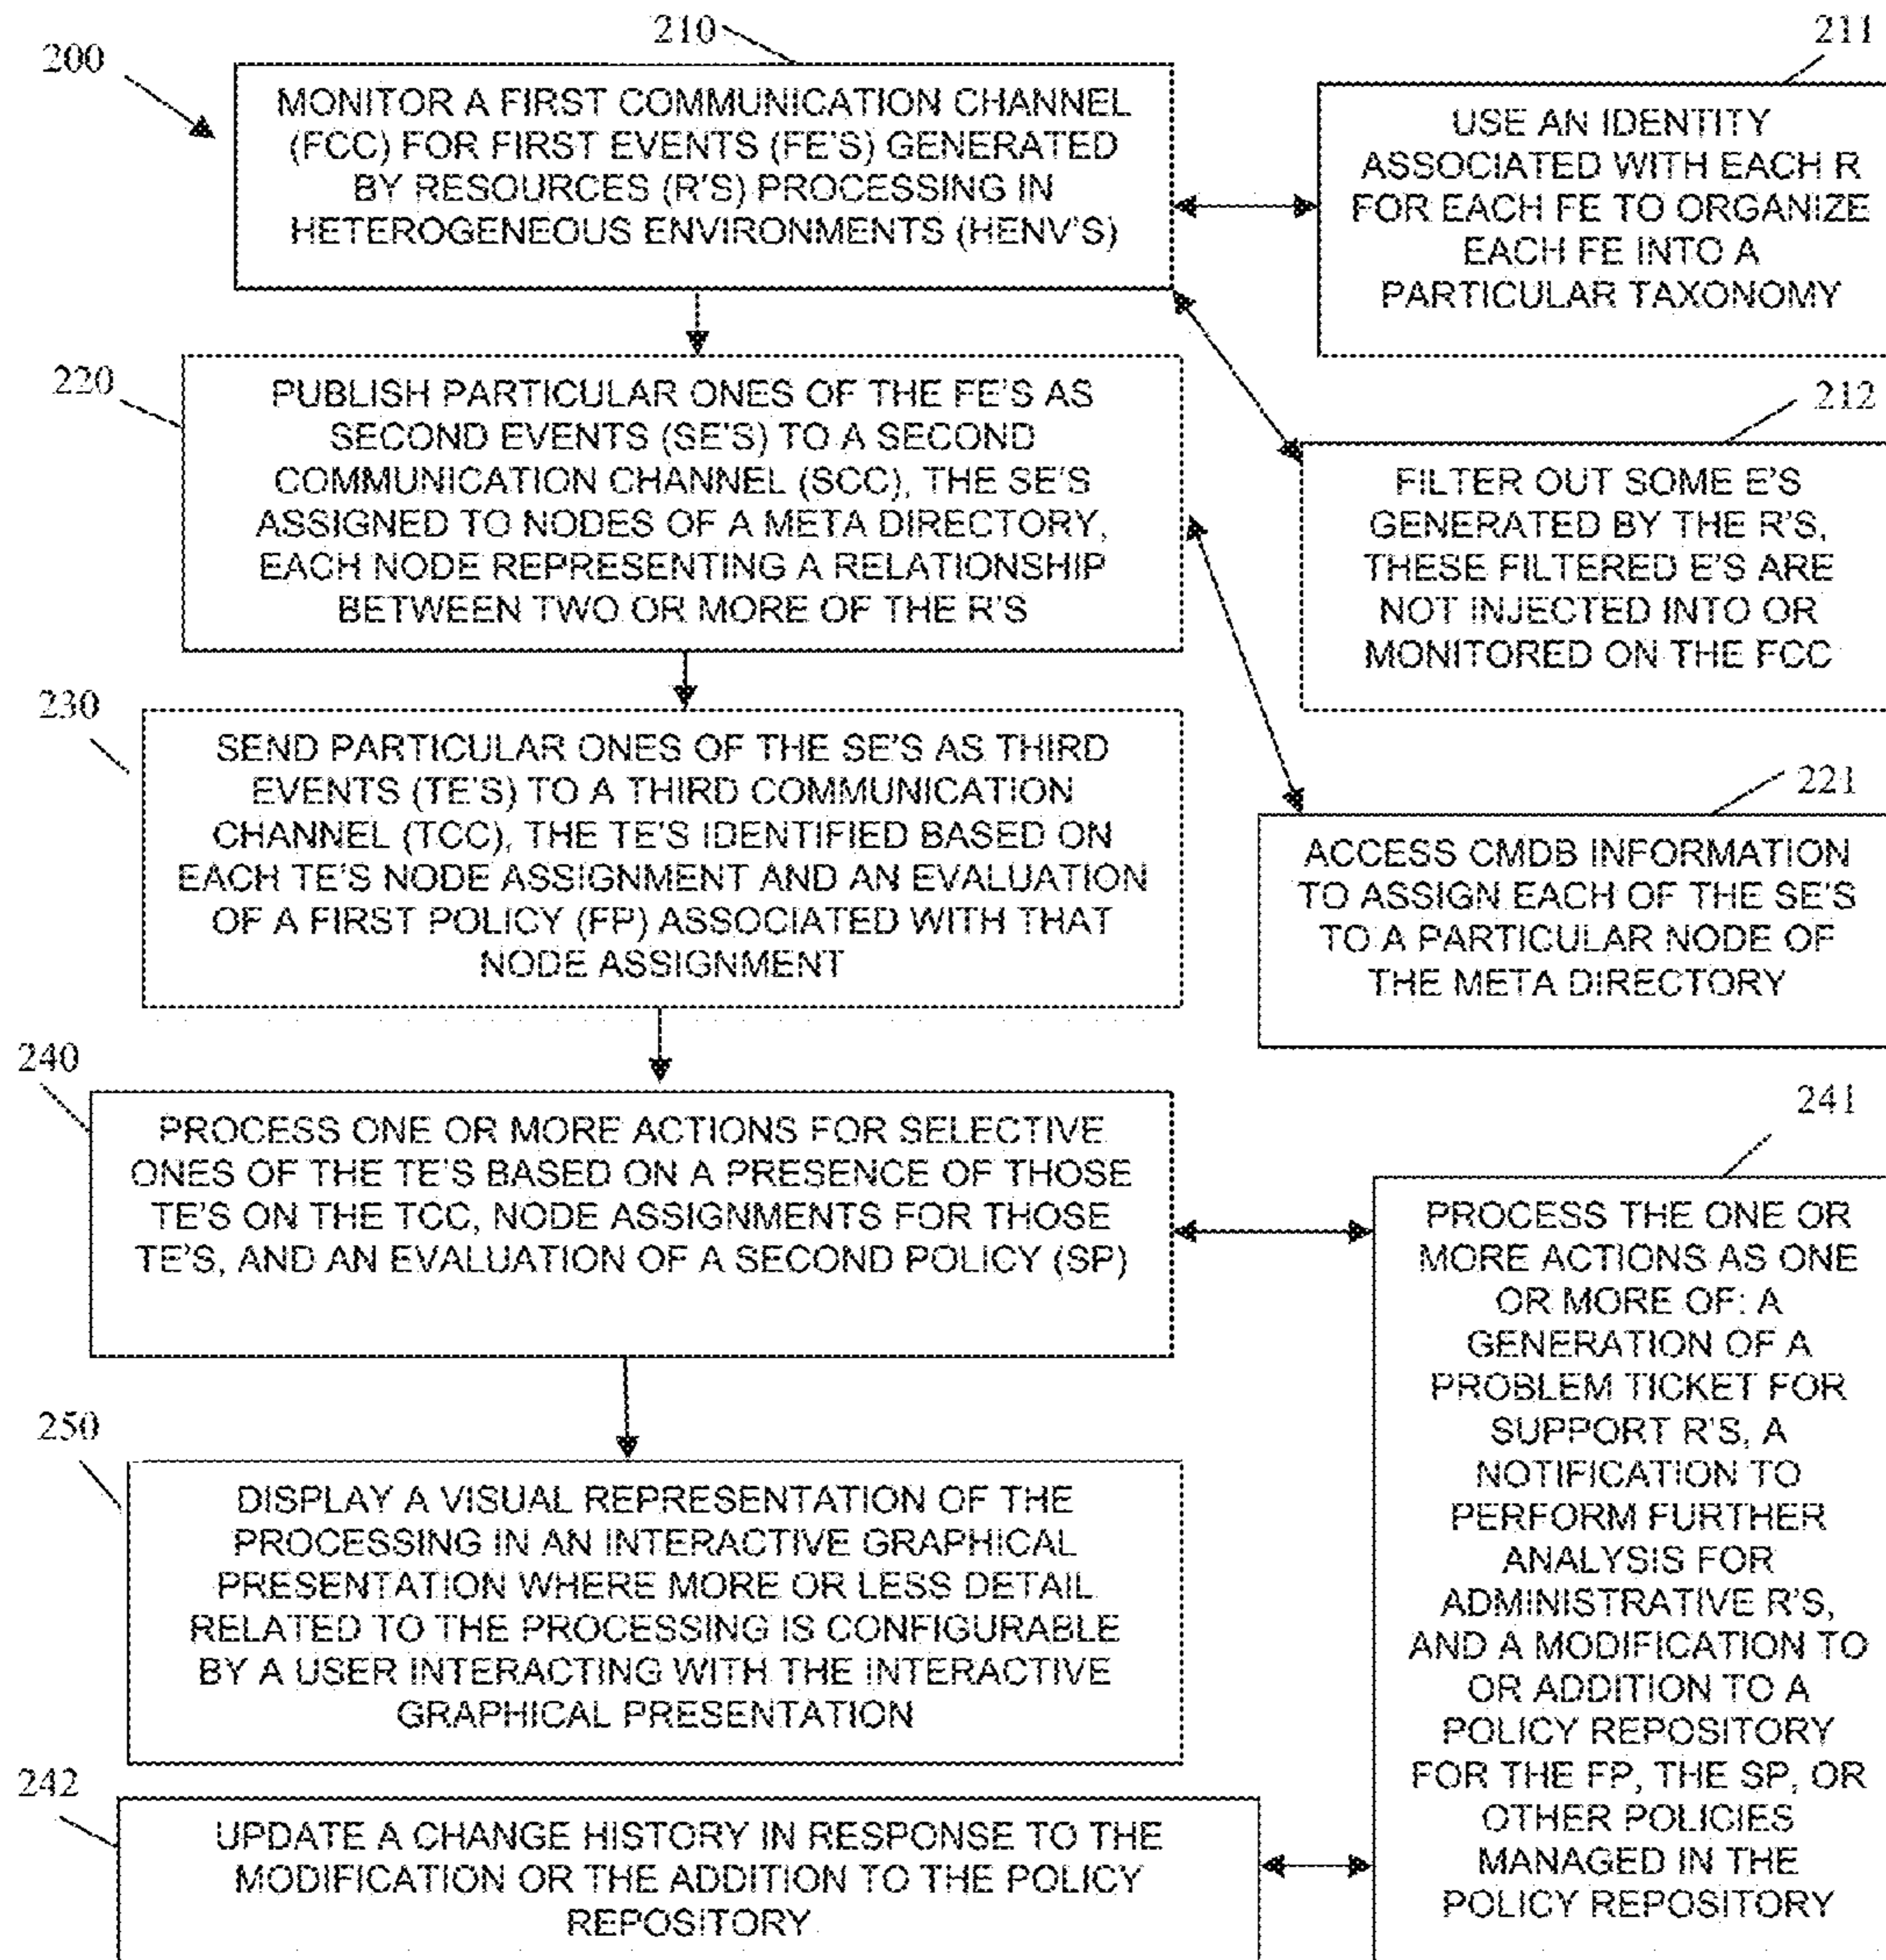 200
210
MONITOR A FIRST COMMUNICATION CHANNEL
(FCC) FOR FIRST EVENTS (FE'S) GENERATED
BY RESOURCES (R'S) PROCESSING IN
HETEROGENEOUS ENVIRONMENTS (HENV'S)
211
USE AN IDENTITY
ASSOCIATED WITH EACH R
FOR EACH FE TO ORGANIZE
EACH FE INTO A
PARTICULAR TAXONOMY
220
PUBLISH PARTICULAR ONES OF THE FE'S AS
SECOND EVENTS (SE'S) TO A SECOND
COMMUNICATION CHANNEL (SCC), THE SE'S
ASSIGNED TO NODES OF A META DIRECTORY,
EACH NODE REPRESENTING A RELATIONSHIP
BETWEEN TWO OR MORE OF THE R'S
212
FILTER OUT SOME E'S
GENERATED BY THE R'S,
THESE FILTERED E'S ARE
NOT INJECTED INTO OR
MONITORED ON THE FCC
230
SEND PARTICULAR ONES OF THE SE'S AS THIRD
EVENTS (TE'S) TO A THIRD COMMUNICATION
CHANNEL (TCC), THE TE'S IDENTIFIED BASED ON
EACH TE'S NODE ASSIGNMENT AND AN EVALUATION
OF A FIRST POLICY (FP) ASSOCIATED WITH THAT
NODE ASSIGNMENT
221
ACCESS CMDB INFORMATION
TO ASSIGN EACH OF THE SE'S
TO A PARTICULAR NODE OF
THE META DIRECTORY
240
PROCESS ONE OR MORE ACTIONS FOR SELECTIVE
ONES OF THE TE'S BASED ON A PRESENCE OF THOSE
TE'S ON THE TCC, NODE ASSIGNMENTS FOR THOSE
TE'S, AND AN EVALUATION OF A SECOND POLICY (SP)
241
PROCESS THE ONE OR
MORE ACTIONS AS ONE
OR MORE OF: A
GENERATION OF A
PROBLEM TICKET FOR
SUPPORT R'S, A
NOTIFICATION TO
PERFORM FURTHER
ANALYSIS FOR
ADMINISTRATIVE R'S,
AND A MODIFICATION TO
OR ADDITION TO A
POLICY REPOSITORY
FOR THE FP, THE SP, OR
OTHER POLICIES
MANAGED IN THE
POLICY REPOSITORY
250
DISPLAY A VISUAL REPRESENTATION OF THE
PROCESSING IN AN INTERACTIVE GRAPHICAL
PRESENTATION WHERE MORE OR LESS DETAIL
RELATED TO THE PROCESSING IS CONFIGURABLE
BY A USER INTERACTING WITH THE INTERACTIVE
GRAPHICAL PRESENTATION
242
UPDATE A CHANGE HISTORY IN RESPONSE TO THE
MODIFICATION OR THE ADDITION TO THE POLICY
REPOSITORY